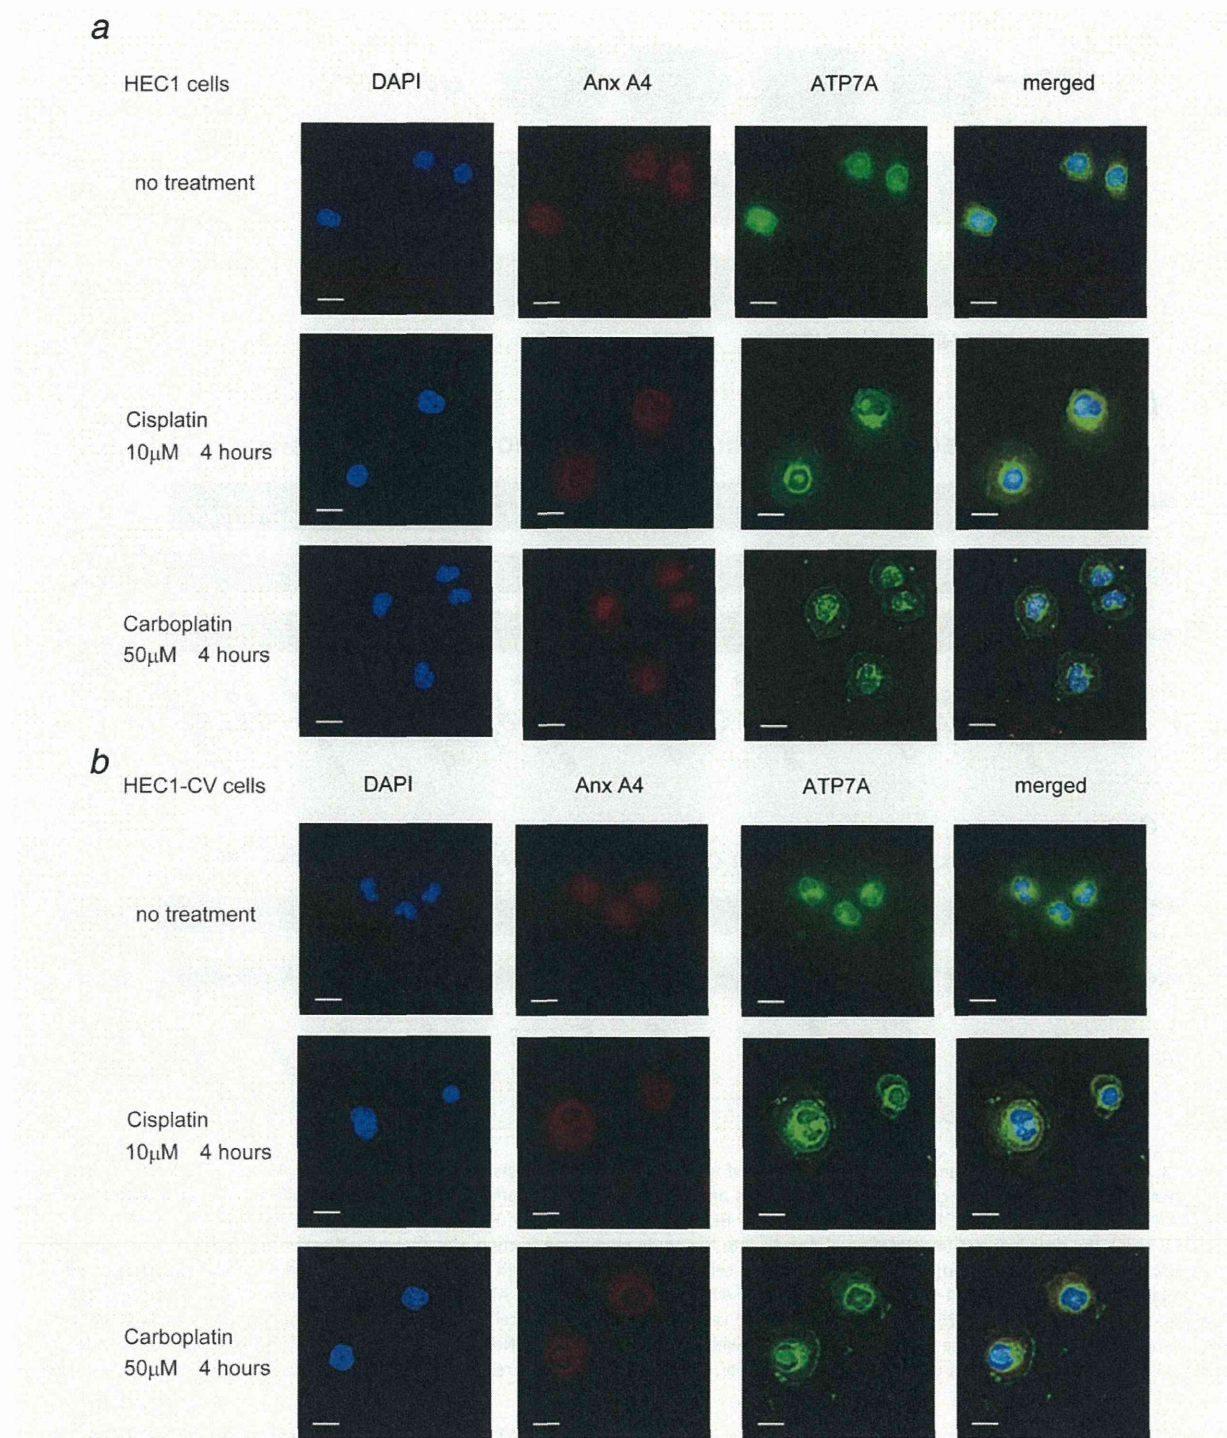 a
HEC1 cells DAPI Anx A4 ATP7A merged
no treatment
Cisplatin
10µM 4 hours
Carboplatin
50µM 4 hours
b
HEC1-CV cells DAPI Anx A4 ATP7A merged
no treatment
Cisplatin
10µM 4 hours
Carboplatin
50µM 4 hours